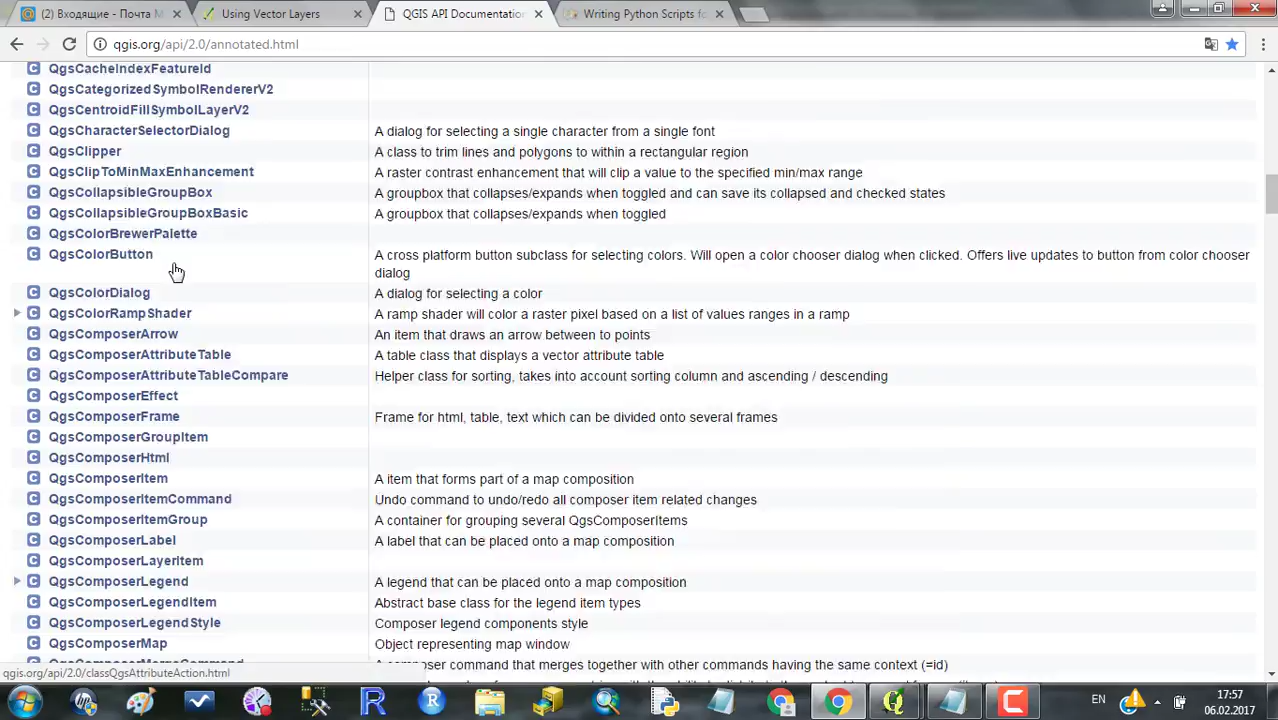 (2) Входящие - Почта M
Using Vector Layers
QGIS API Documentation
Writing Python Scripts fo
qgis.org/api/2.0/annotated.html
QgsCacheIndexFeatureId
QgsCategorizedSymbolRendererV2
QgsCentroidFillSymbolLayerV2
QgsCharacterSelectorDialog A dialog for selecting a single character from a single font
QgsClipper A class to trim lines and polygons to within a rectangular region
QgsClipToMinMaxEnhancement A raster contrast enhancement that will clip a value to the specified min/max range
QgsCollapsibleGroupBox A groupbox that collapses/expands when toggled and can save its collapsed and checked states
QgsCollapsibleGroupBoxBasic A groupbox that collapses/expands when toggled
QgsColorBrewerPalette
QgsColorButton A cross platform button subclass for selecting colors. Will open a color chooser dialog when clicked. Offers live updates to button from color chooser
dialog
QgsColorDialog A dialog for selecting a color
QgsColorRampShader A ramp shader will color a raster pixel based on a list of values ranges in a ramp
QgsComposerArrow An item that draws an arrow between to points
QgsComposerAttributeTable A table class that displays a vector attribute table
QgsComposerAttributeTableCompare Helper class for sorting, takes into account sorting column and ascending / descending
QgsComposerEffect
QgsComposerFrame Frame for html, table, text which can be divided onto several frames
QgsComposerGroupItem
QgsComposerHtml
QgsComposerItem A item that forms part of a map composition
QgsComposerItemCommand Undo command to undo/redo all composer item related changes
QgsComposerItemGroup A container for grouping several QgsComposerItems
QgsComposerLabel A label that can be placed onto a map composition
QgsComposerLayerItem
QgsComposerLegend A legend that can be placed onto a map composition
QgsComposerLegendItem Abstract base class for the legend item types
QgsComposerLegendStyle Composer legend components style
QgsComposerMap Object representing map window
QgsComposerMergeCommand A composer command that merges together with other commands having the same context (=id)
qgis.org/api/2.0/classQgsAttributeAction.html
EN
17:57
06.02.2017